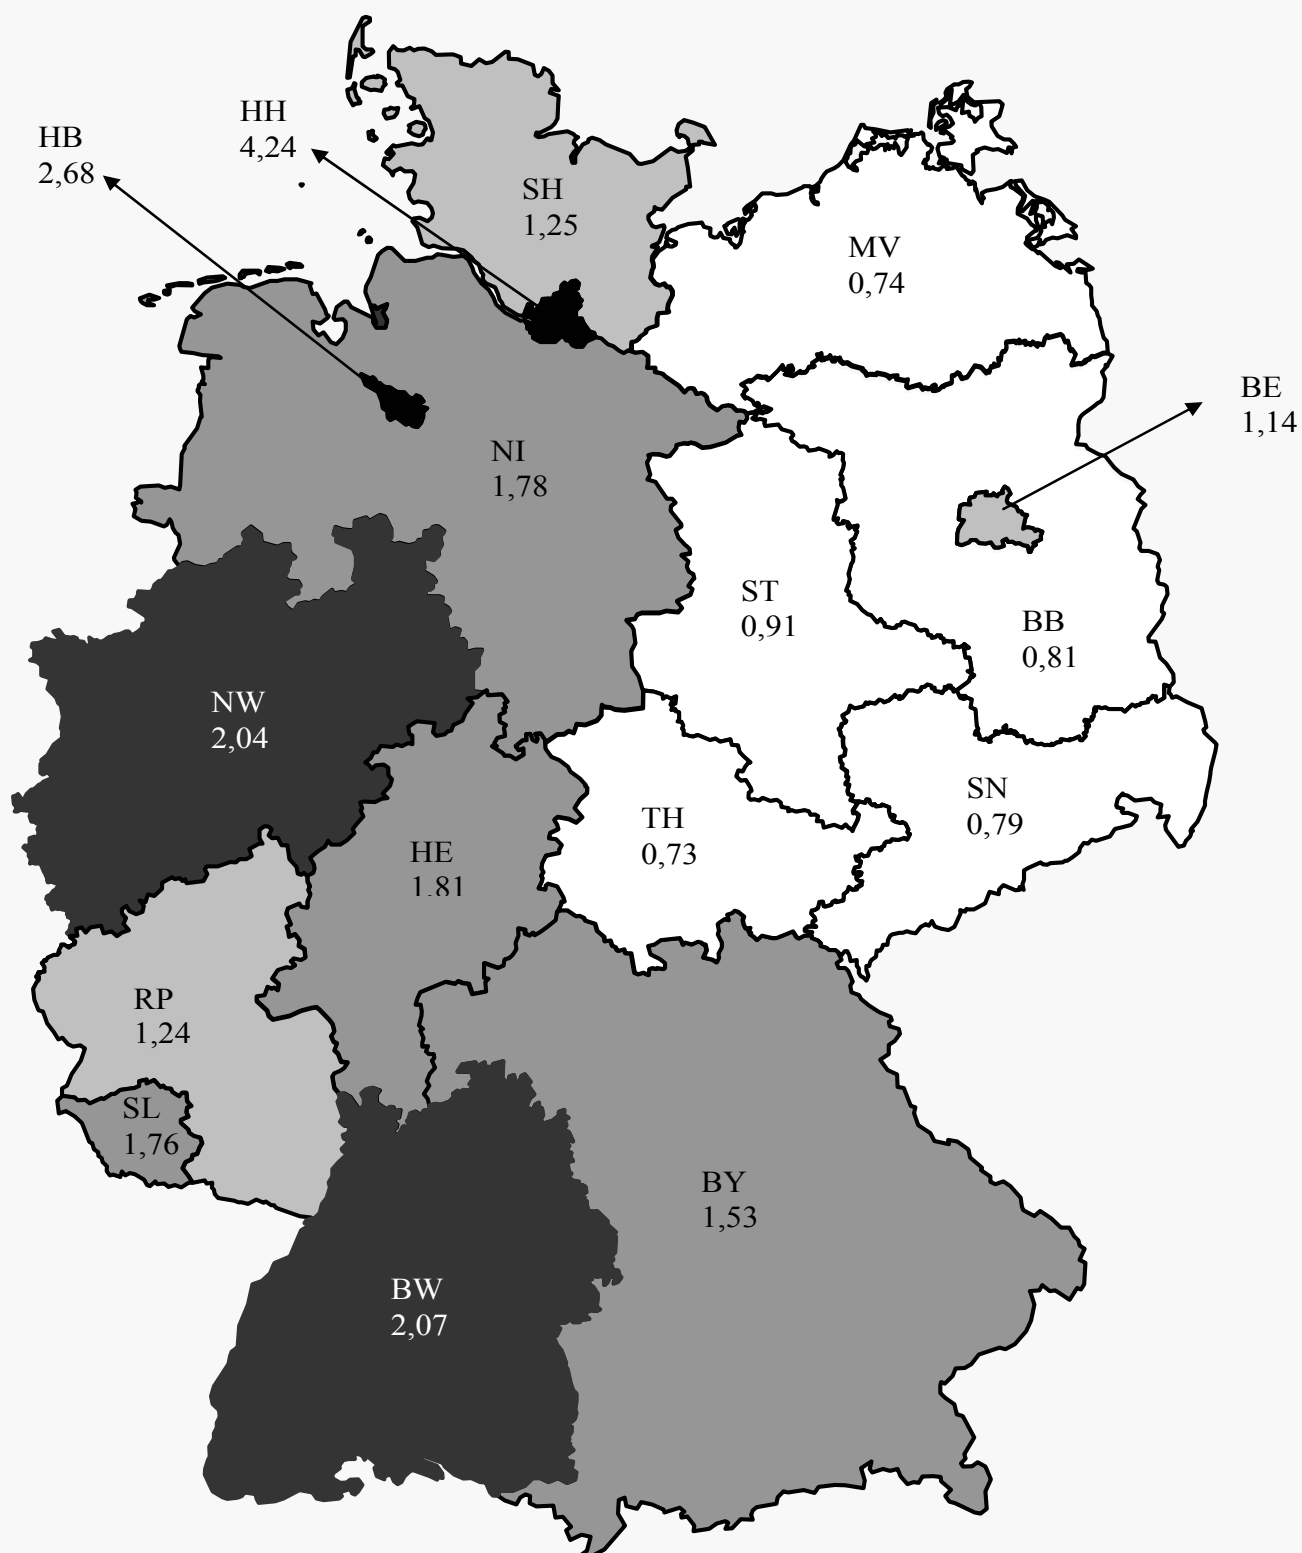 HH
4,24
HB
2,68
SH
1,25
MV
0,74
BE
1,14
NI
1,78
ST
0,91
BB
0,81
NW
2,04
SN
0,79
TH
0,73
HE
1,81
RP
1,24
SL
1,76
BY
1,53
BW
2,07